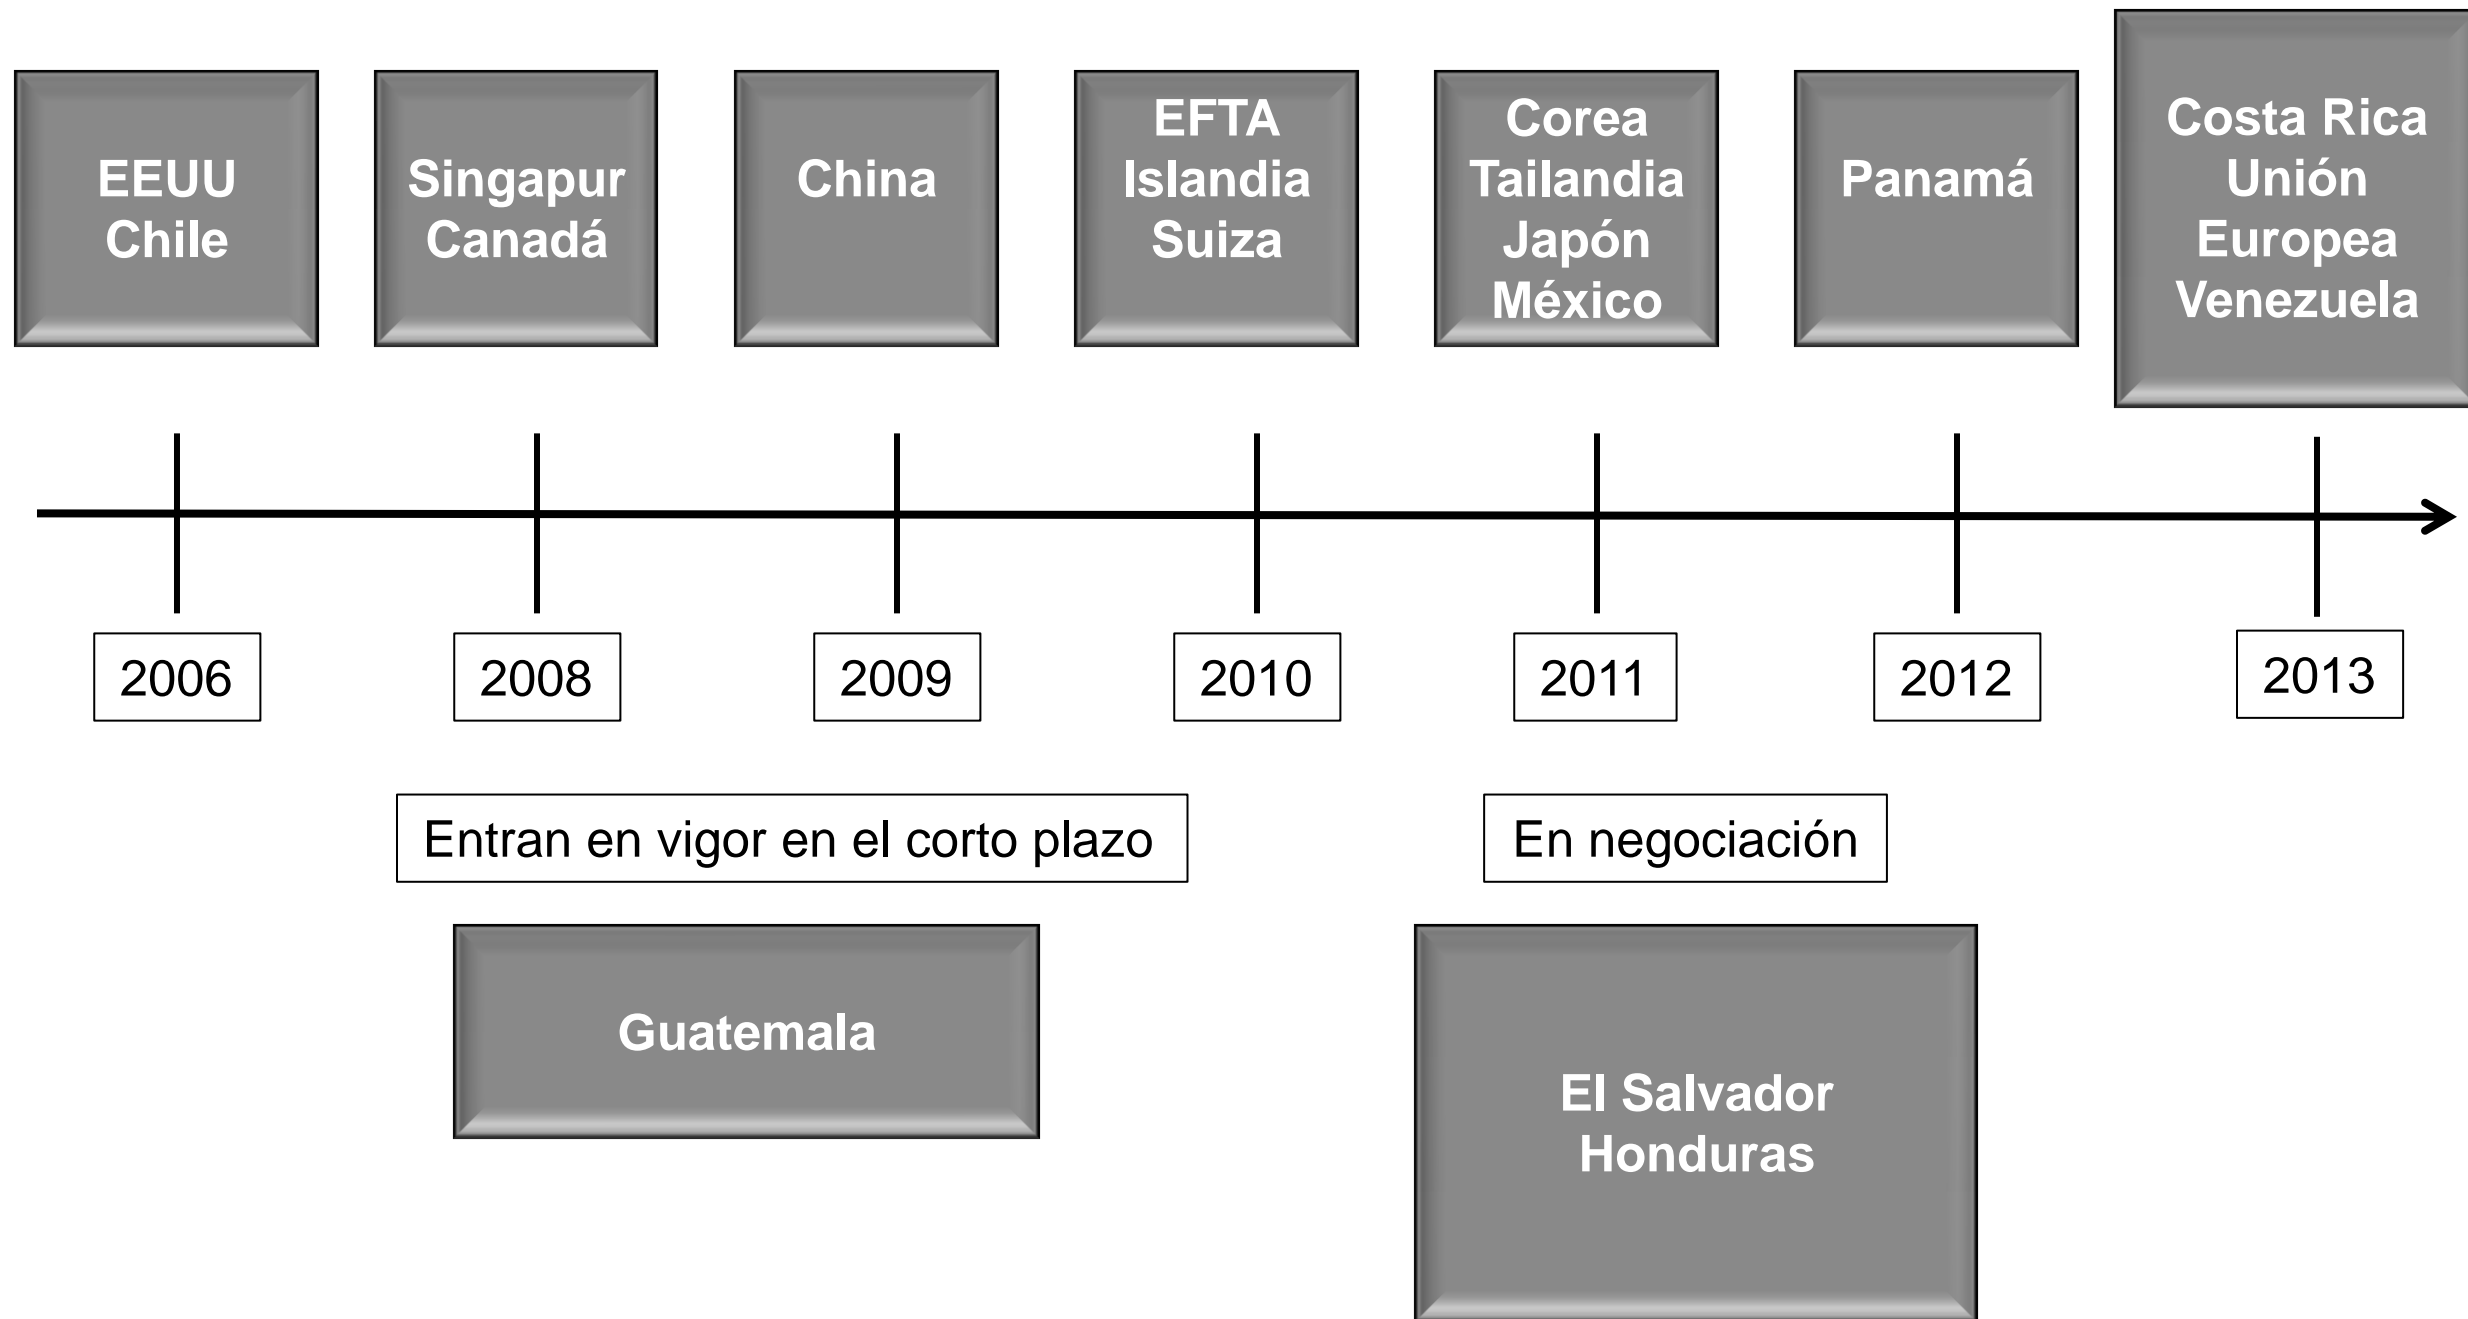 EEUU
Chile
Singapur
Canadá
China
EFTA
Islandia
Suiza
Corea
Tailandia
Japón
México
Panamá
Costa Rica
Unión
Europea
Venezuela
2006
2008
2009
2010
2011
2012
2013
Entran en vigor en el corto plazo
En negociación
Guatemala
El Salvador
Honduras